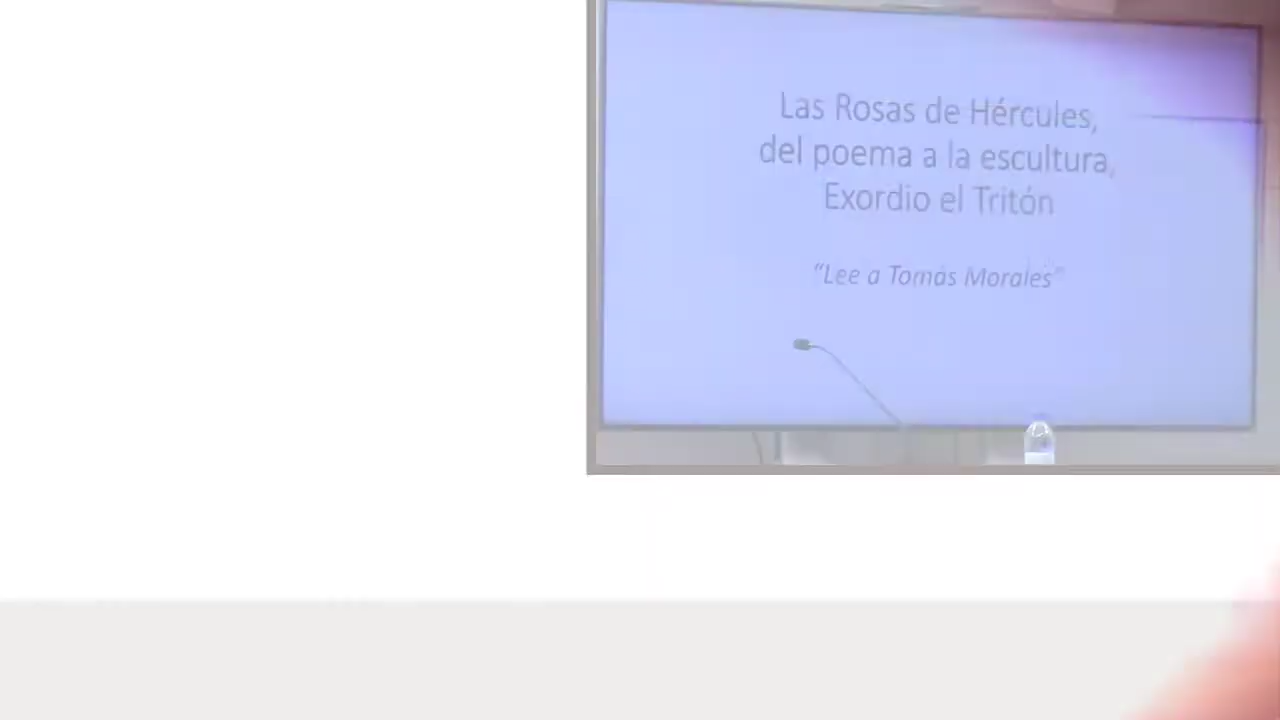 Las Rosas de Hércules,
del poema a la escultura,
Exordio el Tritón
“Lee a Tomás Morales”